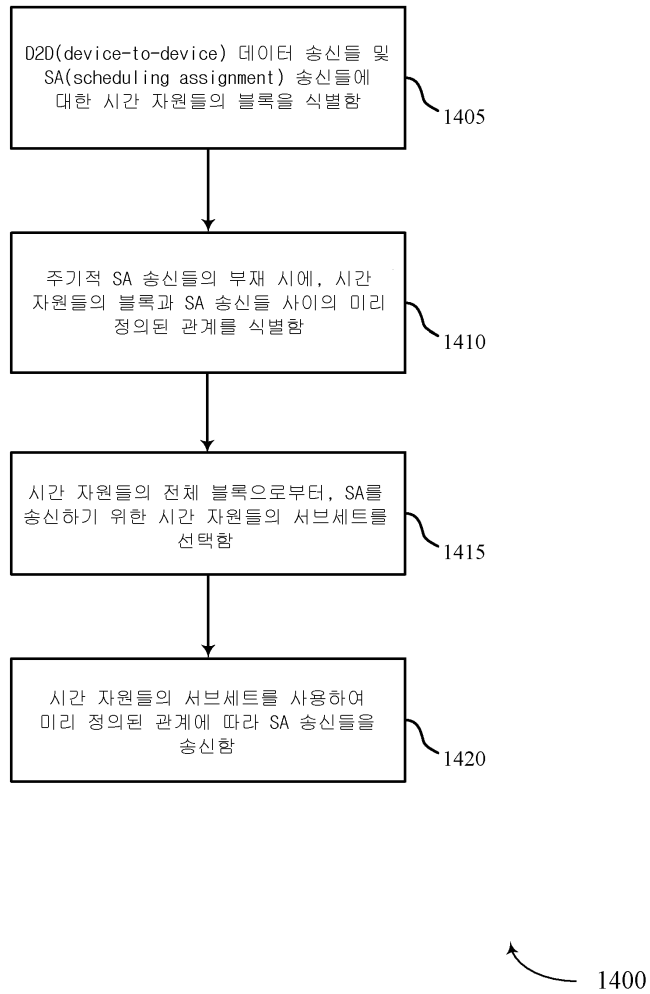 D2D(device-to-device) 데이터 송신들 및
SA(scheduling assignment) 송신들에
대한 시간 자원들의 블록을 식별함
1405
주기적 SA 송신들의 부재 시에, 시간
자원들의 블록과 SA 송신들 사이의 미리
정의된 관계를 식별함
1410
시간 자원들의 전체 블록으로부터, SA를
송신하기 위한 시간 자원들의 서브세트를
선택함
1415
시간 자원들의 서브세트를 사용하여
미리 정의된 관계에 따라 SA 송신들을
송신함
1420
1400